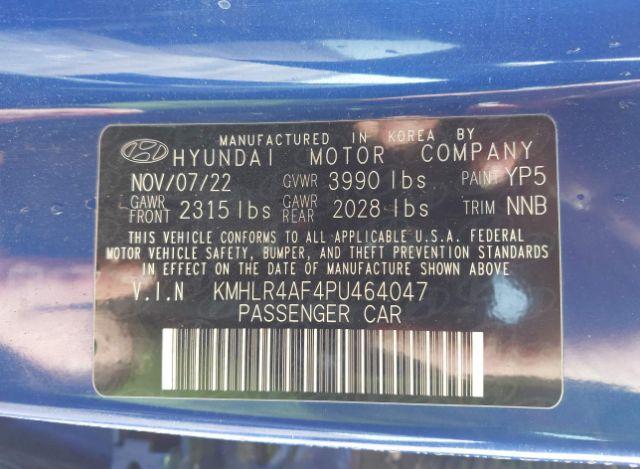 MANUFACTURED IN KOREA BY
HYUNDAI MOTOR COMPANY
NOV/07/22 GVWR 3990 lbs PAINT YP5
GAWR FRONT 2315 lbs GAWR REAR 2028 lbs TRIM NNB
THIS VEHICLE CONFORMS TO ALL APPLICABLE U.S.A. FEDERAL
MOTOR VEHICLE SAFETY, BUMPER, AND THEFT PREVENTION STANDARDS
IN EFFECT ON THE DATE OF MANUFACTURE SHOWN ABOVE.
V.I.N KMHLR4AF4PU464047
PASSENGER CAR